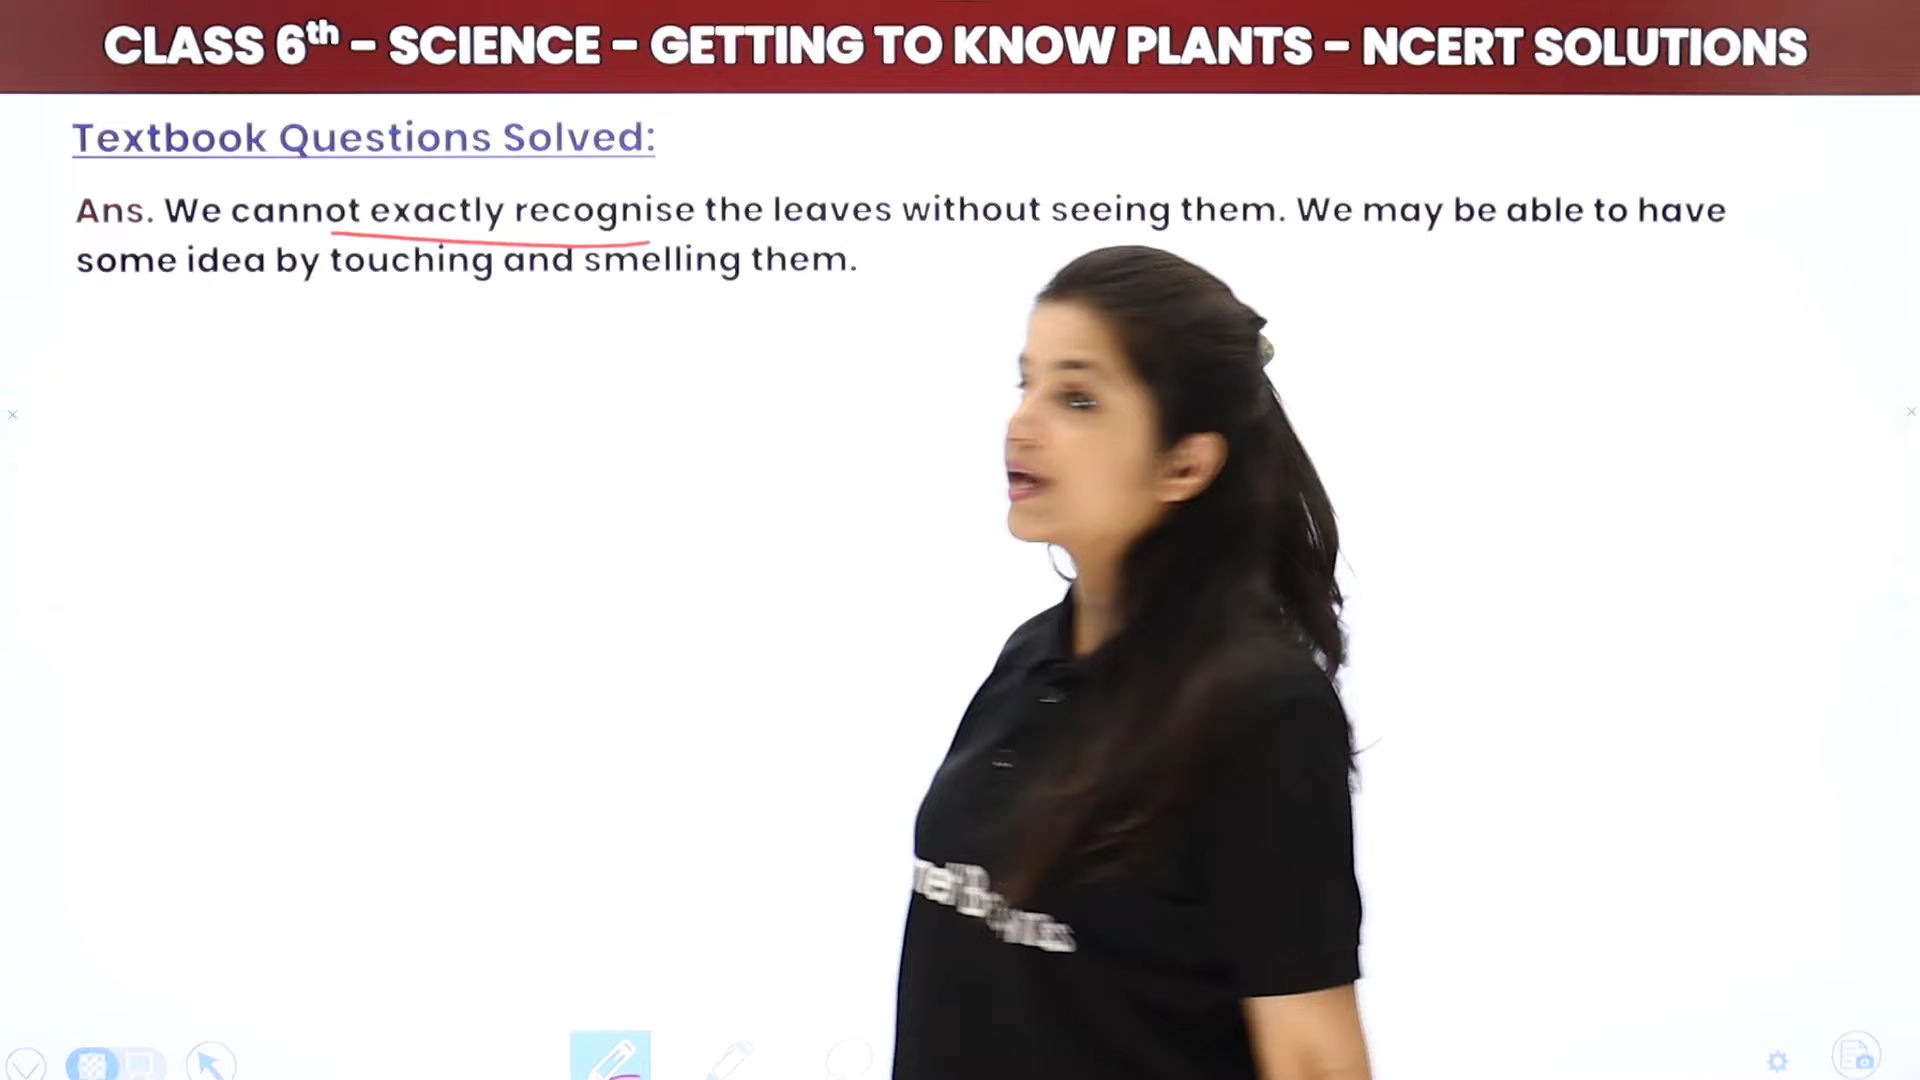 CLASS 6th - SCIENCE - GETTING TO KNOW PLANTS - NCERT SOLUTIONS
Textbook Questions Solved:
Ans. We cannot exactly recognise the leaves without seeing them. We may be able to have
some idea by touching and smelling them.